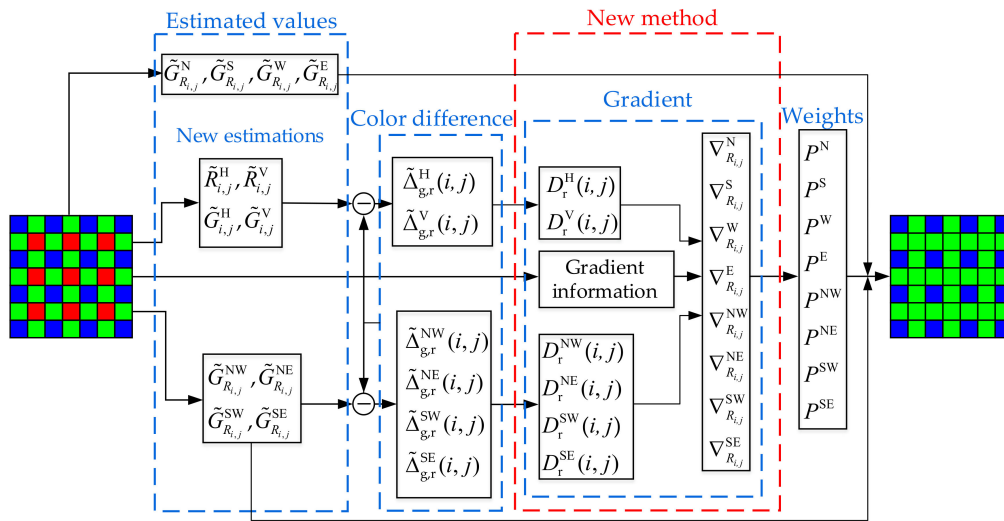 Estimated values
New method
G̃^N_{R_{i,j}}, G̃^S_{R_{i,j}}, G̃^W_{R_{i,j}}, G̃^E_{R_{i,j}}
New estimations
Color difference
Gradient
Weights
R̃^H_{i,j}, R̃^V_{i,j}
G̃^H_{i,j}, G̃^V_{i,j}
−
Δ̃^H_{g,r}(i, j)
Δ̃^V_{g,r}(i, j)
D^H_r(i, j)
D^V_r(i, j)
Gradient
information
G̃^NW_{R_{i,j}}, G̃^NE_{R_{i,j}}
G̃^SW_{R_{i,j}}, G̃^SE_{R_{i,j}}
−
Δ̃^NW_{g,r}(i, j)
Δ̃^NE_{g,r}(i, j)
Δ̃^SW_{g,r}(i, j)
Δ̃^SE_{g,r}(i, j)
D^NW_r(i, j)
D^NE_r(i, j)
D^SW_r(i, j)
D^SE_r(i, j)
∇^N_{R_{i,j}}
∇^S_{R_{i,j}}
∇^W_{R_{i,j}}
∇^E_{R_{i,j}}
∇^NW_{R_{i,j}}
∇^NE_{R_{i,j}}
∇^SW_{R_{i,j}}
∇^SE_{R_{i,j}}
P^N
P^S
P^W
P^E
P^NW
P^NE
P^SW
P^SE